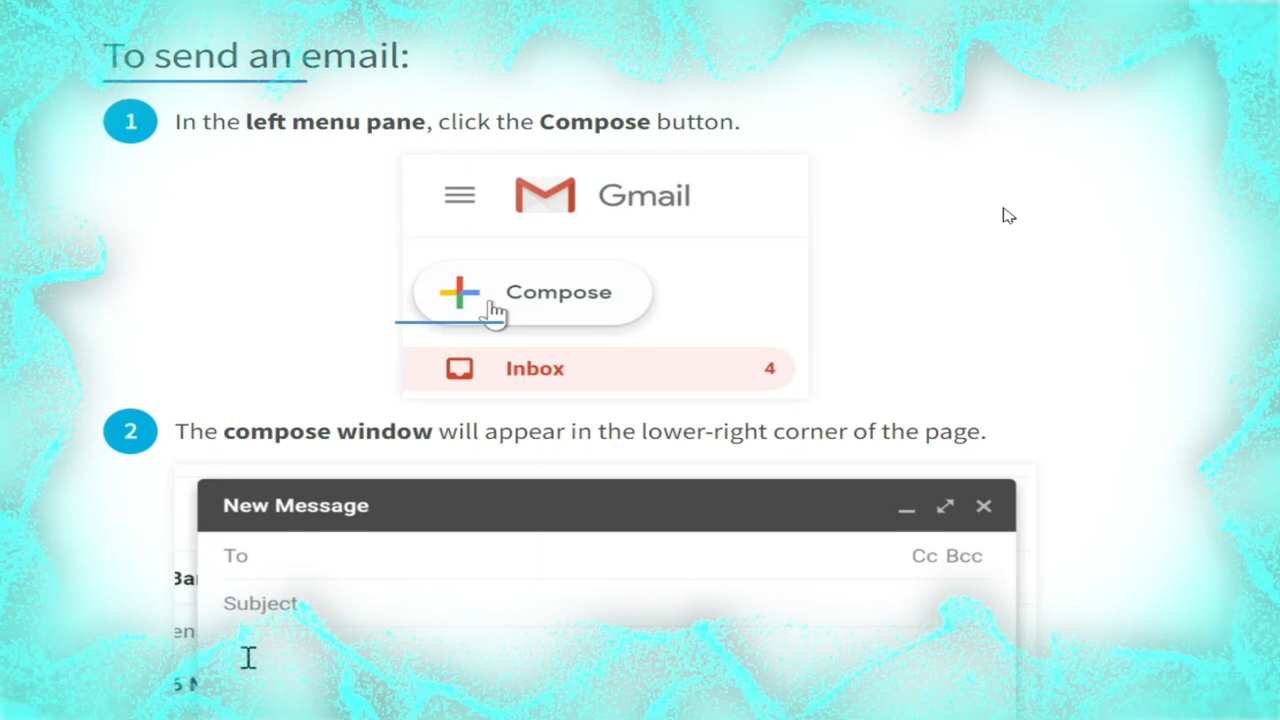 To send an email:
1 In the left menu pane, click the Compose button.
Gmail
Compose
Inbox 4
2 The compose window will appear in the lower-right corner of the page.
New Message
To Cc Bcc
Subject